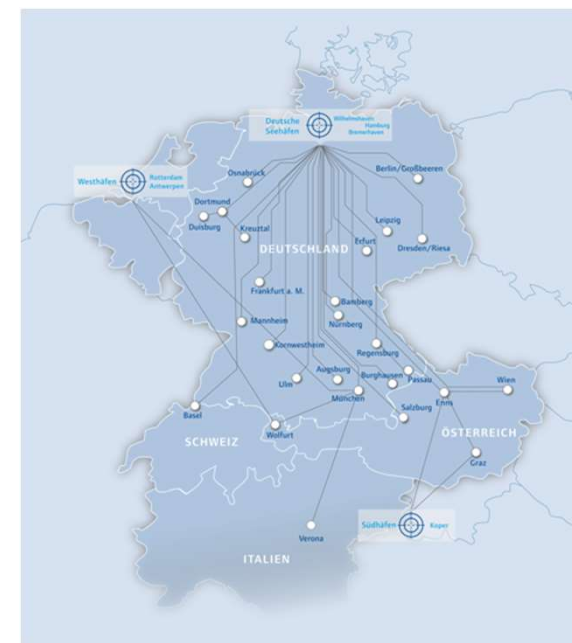 Deutsche
Seehäfen
Wilhelmshaven
Hamburg
Bremerhaven
Westhäfen
Rotterdam
Antwerpen
Osnabrück
Berlin/Großbeeren
Dortmund
Duisburg
Kreuztal
Leipzig
DEUTSCHLAND
Erfurt
Dresden/Riesa
Frankfurt a. M.
Bamberg
Mannheim
Nürnberg
Kornwestheim
Regensburg
Augsburg
Burghausen
Passau
Ulm
München
Enns
Wien
Basel
Salzburg
Wolfurt
ÖSTERREICH
SCHWEIZ
Graz
Südhäfen
Koper
Verona
ITALIEN